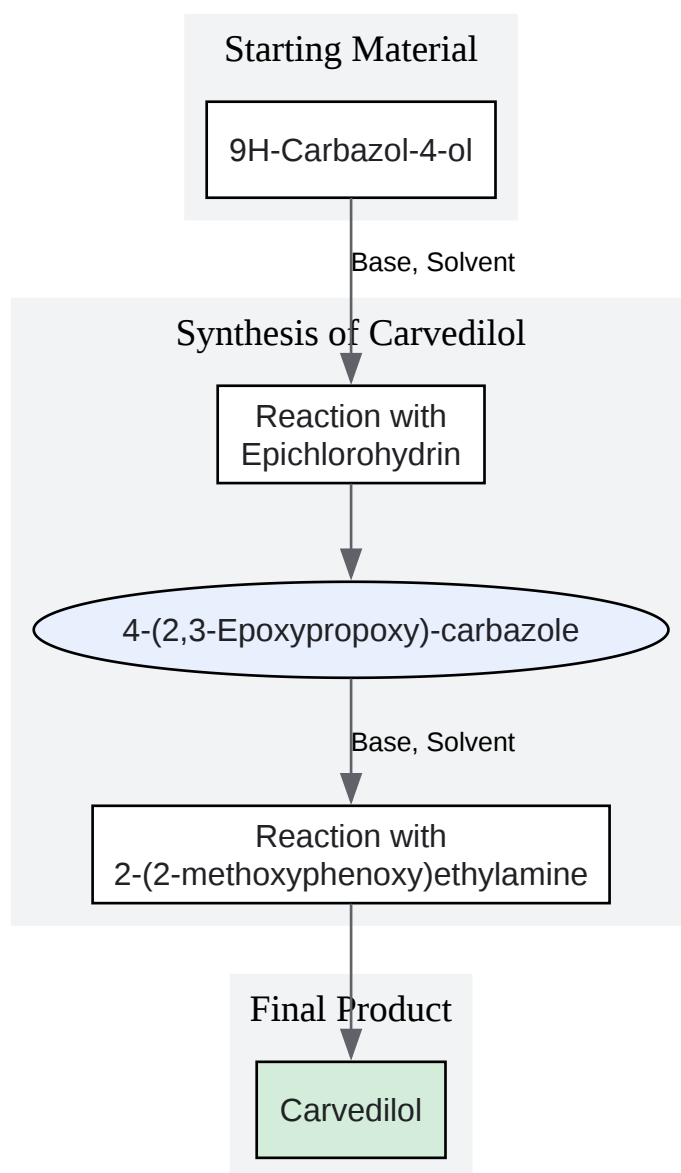 Starting Material
9H-Carbazol-4-ol
Base, Solvent
Synthesis of Carvedilol
Reaction with
Epichlorohydrin
4-(2,3-Epoxypropoxy)-carbazole
Base, Solvent
Reaction with
2-(2-methoxyphenoxy)ethylamine
Final Product
Carvedilol